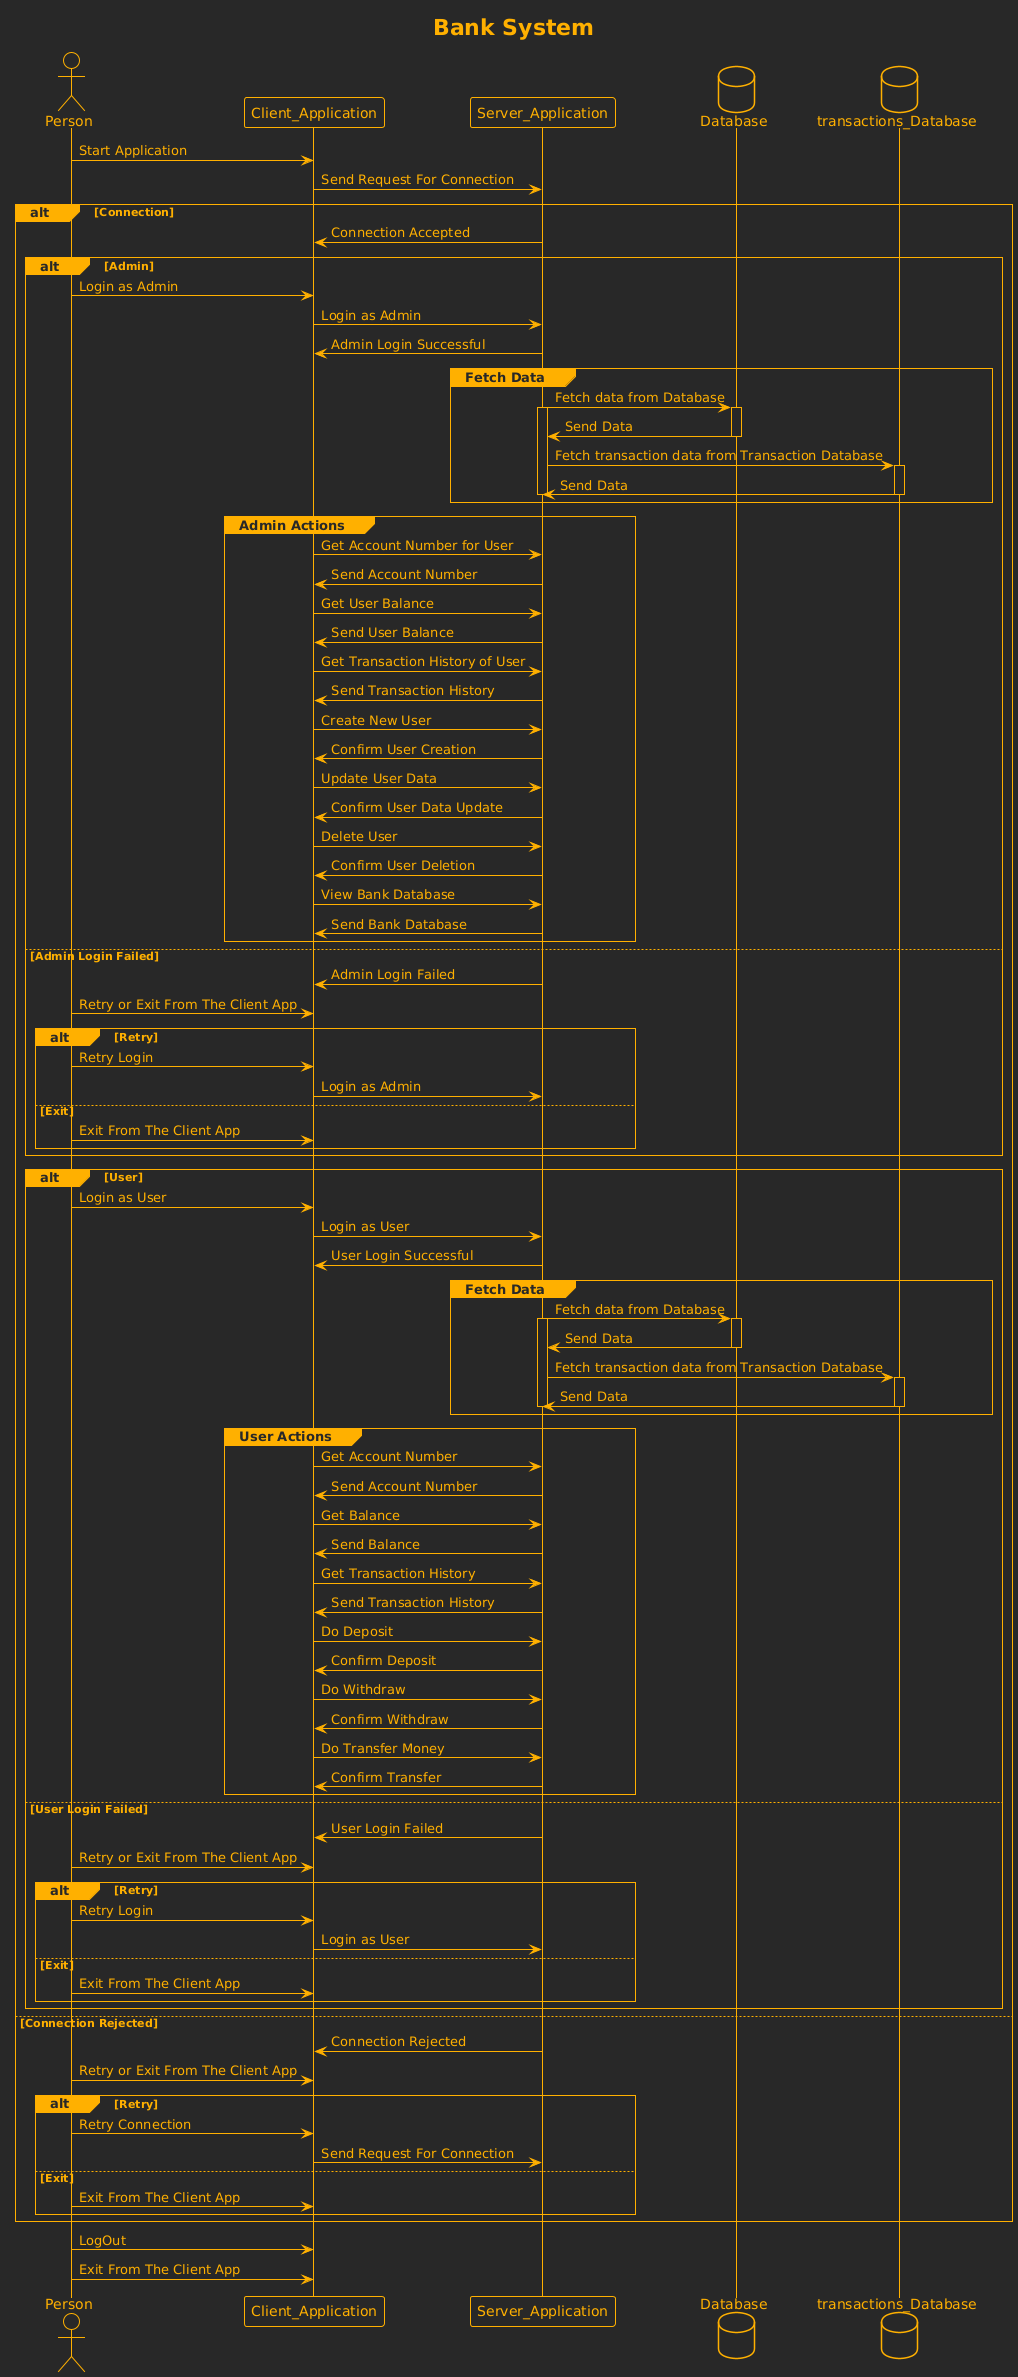 Bank System
Person
Client_Application
Server_Application
Database
transactions_Database
Start Application
Send Request For Connection
alt [Connection]
Connection Accepted
alt [Admin]
Login as Admin
Login as Admin
Admin Login Successful
Fetch Data
Fetch data from Database
Send Data
Fetch transaction data from Transaction Database
Send Data
Admin Actions
Get Account Number for User
Send Account Number
Get User Balance
Send User Balance
Get Transaction History of User
Send Transaction History
Create New User
Confirm User Creation
Update User Data
Confirm User Data Update
Delete User
Confirm User Deletion
View Bank Database
Send Bank Database
[Admin Login Failed]
Admin Login Failed
Retry or Exit From The Client App
alt [Retry]
Retry Login
Login as Admin
[Exit]
Exit From The Client App
alt [User]
Login as User
Login as User
User Login Successful
Fetch Data
Fetch data from Database
Send Data
Fetch transaction data from Transaction Database
Send Data
User Actions
Get Account Number
Send Account Number
Get Balance
Send Balance
Get Transaction History
Send Transaction History
Do Deposit
Confirm Deposit
Do Withdraw
Confirm Withdraw
Do Transfer Money
Confirm Transfer
[User Login Failed]
User Login Failed
Retry or Exit From The Client App
alt [Retry]
Retry Login
Login as User
[Exit]
Exit From The Client App
[Connection Rejected]
Connection Rejected
Retry or Exit From The Client App
alt [Retry]
Retry Connection
Send Request For Connection
[Exit]
Exit From The Client App
LogOut
Exit From The Client App
Person
Client_Application
Server_Application
Database
transactions_Database